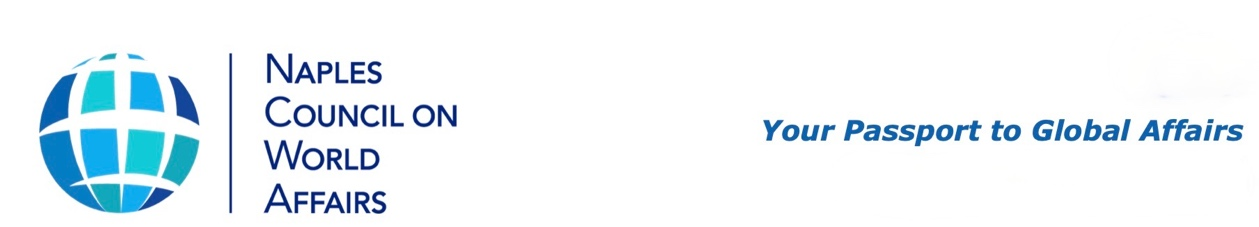 Naples
Council on
World
Affairs
Your Passport to Global Affairs